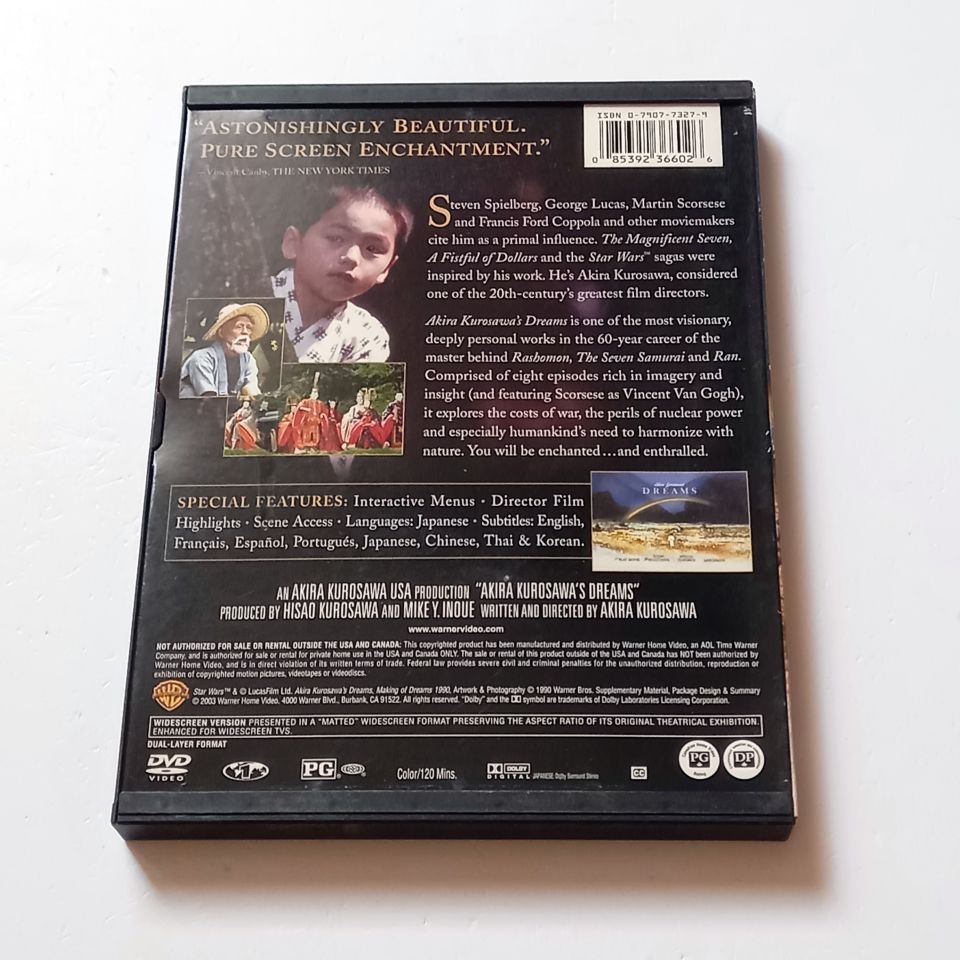 “ASTONISHINGLY BEAUTIFUL.
PURE SCREEN ENCHANTMENT.”
—Vincent Canby, THE NEW YORK TIMES
ISBN 0-7907-7327-9
0 85392 36602 6
Steven Spielberg, George Lucas, Martin Scorsese
and Francis Ford Coppola and other moviemakers
cite him as a primal influence. The Magnificent Seven,
A Fistful of Dollars and the Star Wars™ sagas were
inspired by his work. He’s Akira Kurosawa, considered
one of the 20th-century’s greatest film directors.
Akira Kurosawa’s Dreams is one of the most visionary,
deeply personal works in the 60-year career of the
master behind Rashomon, The Seven Samurai and Ran.
Comprised of eight episodes rich in imagery and
insight (and featuring Scorsese as Vincent Van Gogh),
it explores the costs of war, the perils of nuclear power
and especially humankind’s need to harmonize with
nature. You will be enchanted...and enthralled.
SPECIAL FEATURES: Interactive Menus · Director Film
Highlights · Scene Access · Languages: Japanese · Subtitles: English,
Français, Español, Portugués, Japanese, Chinese, Thai & Korean.
DREAMS
AN AKIRA KUROSAWA USA PRODUCTION “AKIRA KUROSAWA’S DREAMS”
PRODUCED BY HISAO KUROSAWA AND MIKE Y. INOUE WRITTEN AND DIRECTED BY AKIRA KUROSAWA
www.warnervideo.com
NOT AUTHORIZED FOR SALE OR RENTAL OUTSIDE THE USA AND CANADA: This copyrighted product has been manufactured and distributed by Warner Home Video, an AOL Time Warner
Company, and is authorized for sale or rental for private home use in the USA and Canada ONLY. The sale or rental of this product outside of the USA and Canada has NOT been authorized by
Warner Home Video, and is in direct violation of its written terms of trade. Federal law provides severe civil and criminal penalties for the unauthorized distribution, reproduction or
exhibition of copyrighted motion pictures, videotapes or videodiscs.
WB
Star Wars™ & © LucasFilm Ltd. Akira Kurosawa’s Dreams, Making of Dreams 1990, Artwork & Photography © 1990 Warner Bros. Supplementary Material, Package Design & Summary
© 2003 Warner Home Video, 4000 Warner Blvd., Burbank, CA 91522. All rights reserved. “Dolby” and the DD symbol are trademarks of Dolby Laboratories Licensing Corporation.
WIDESCREEN VERSION PRESENTED IN A “MATTED” WIDESCREEN FORMAT PRESERVING THE ASPECT RATIO OF ITS ORIGINAL THEATRICAL EXHIBITION.
ENHANCED FOR WIDESCREEN TVS.
DUAL-LAYER FORMAT
DVD
VIDEO
1
PG
Color/120 Mins.
DOLBY
DIGITAL
JAPANESE: Dolby Surround Stereo
CC
PG
DP